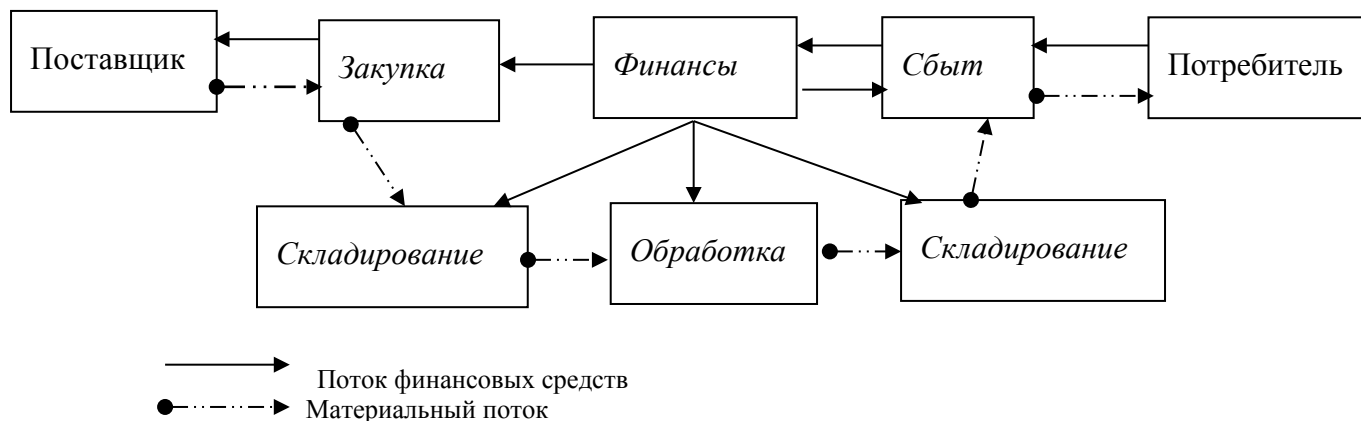 Поставщик
Закупка
Финансы
Сбыт
Потребитель
Складирование
Обработка
Складирование
Поток финансовых средств
Материальный поток